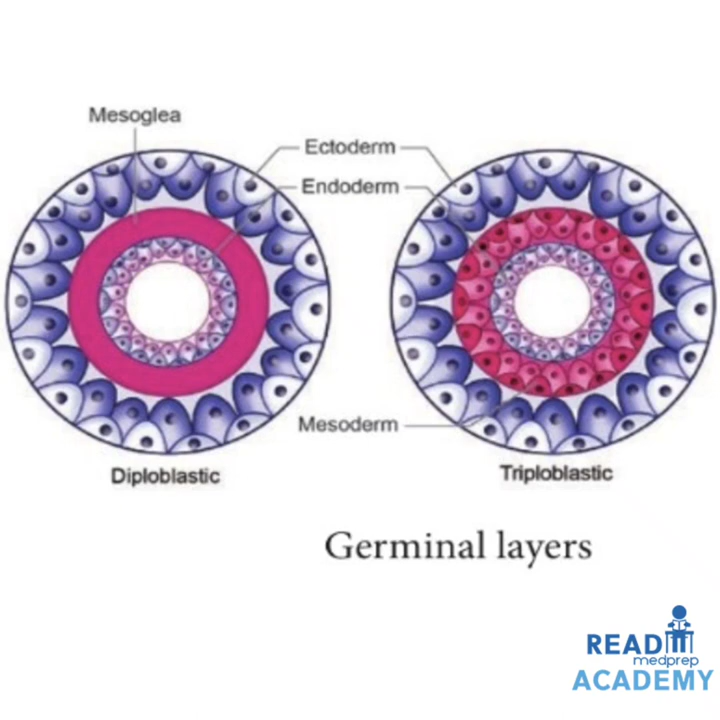 Mesoglea
Ectoderm
Endoderm
Mesoderm
Diploblastic
Triploblastic
Germinal layers
READ
medprep
ACADEMY